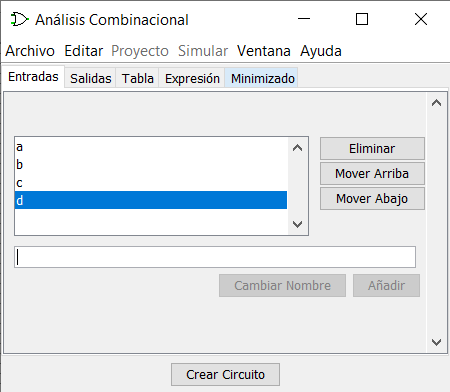 Análisis Combinacional
Archivo Editar Proyecto Simular Ventana Ayuda
Entradas Salidas Tabla Expresión Minimizado
a
b
c
d
Eliminar
Mover Arriba
Mover Abajo
Cambiar Nombre Añadir
Crear Circuito